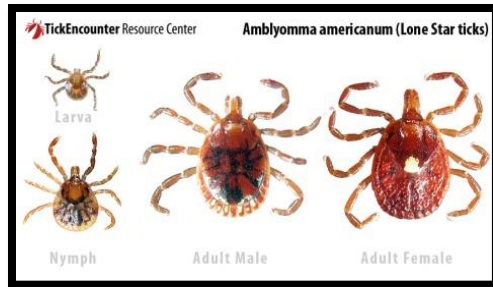 TickEncounter Resource Center
Amblyomma americanum (Lone Star ticks)
Larva
Nymph
Adult Male
Adult Female